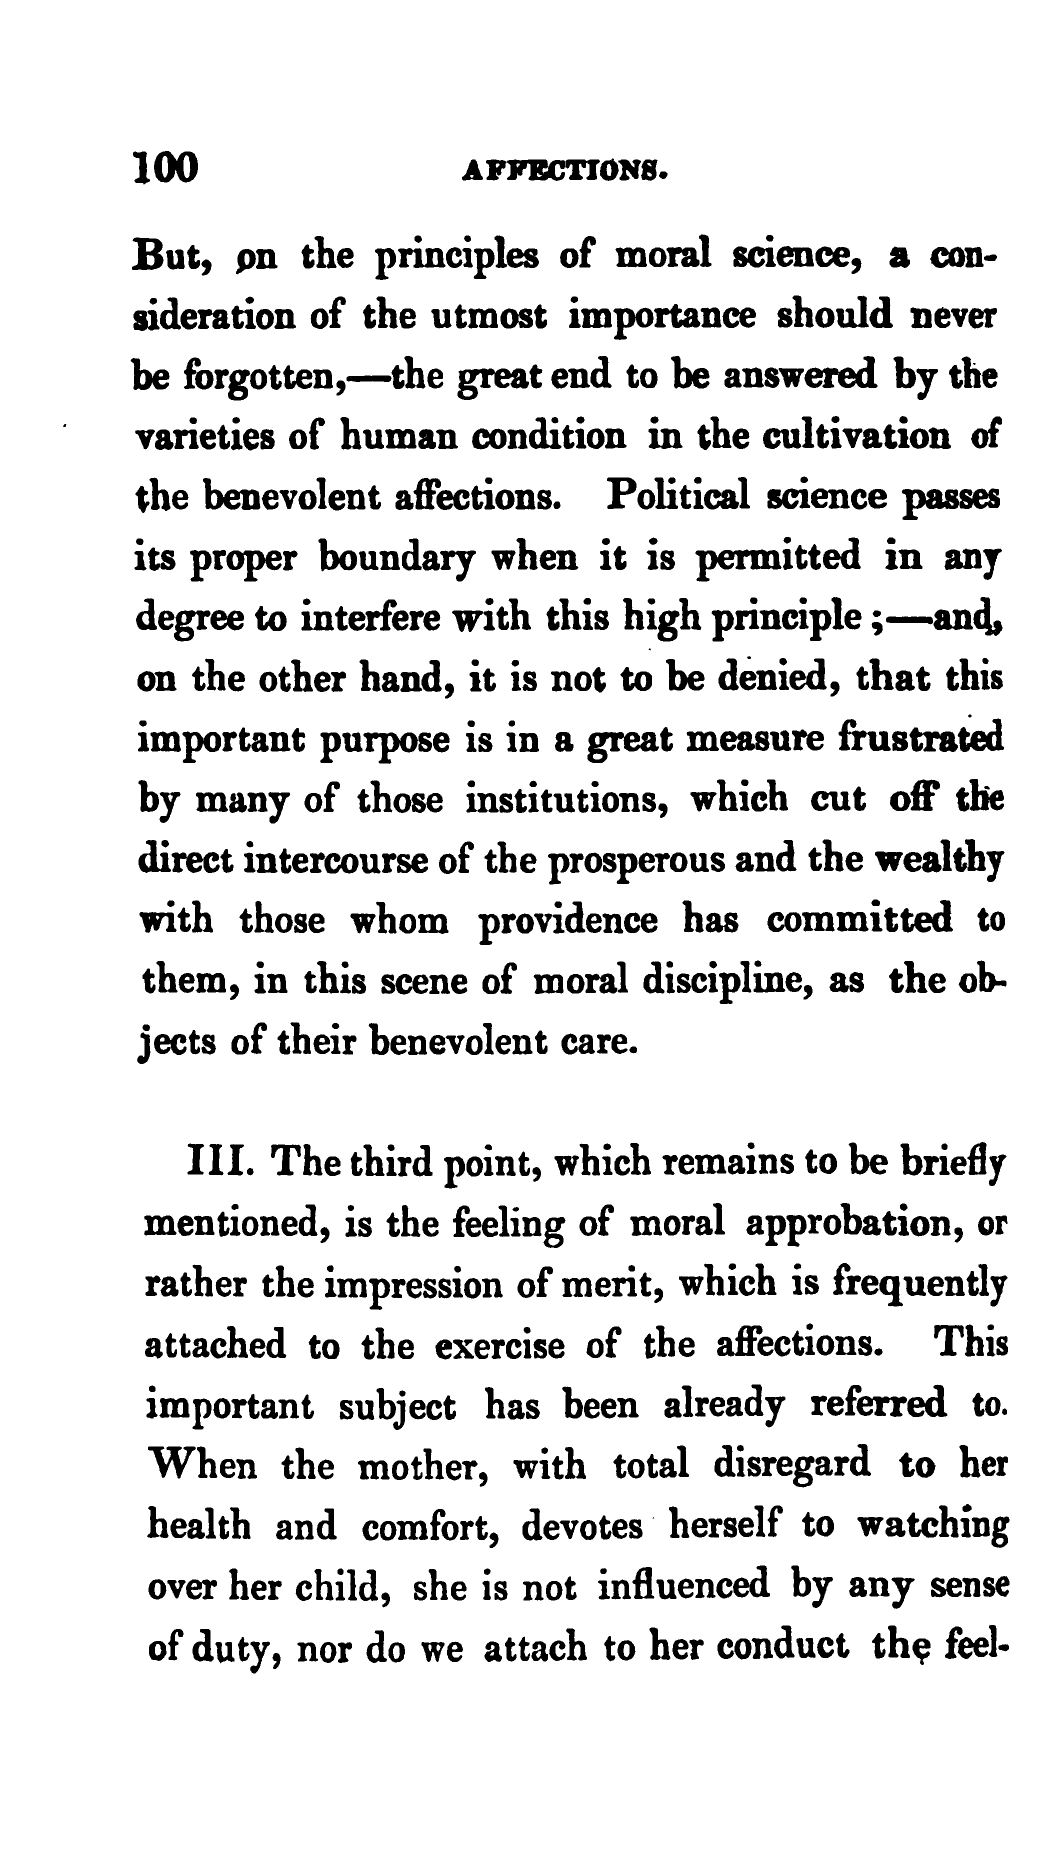 100 AFFECTIONS.
But, on the principles of moral science, a con-
sideration of the utmost importance should never
be forgotten,—the great end to be answered by the
varieties of human condition in the cultivation of
the benevolent affections. Political science passes
its proper boundary when it is permitted in any
degree to interfere with this high principle ;—and,
on the other hand, it is not to be denied, that this
important purpose is in a great measure frustrated
by many of those institutions, which cut off the
direct intercourse of the prosperous and the wealthy
with those whom providence has committed to
them, in this scene of moral discipline, as the ob-
jects of their benevolent care.
III. The third point, which remains to be briefly
mentioned, is the feeling of moral approbation, or
rather the impression of merit, which is frequently
attached to the exercise of the affections. This
important subject has been already referred to.
When the mother, with total disregard to her
health and comfort, devotes herself to watching
over her child, she is not influenced by any sense
of duty, nor do we attach to her conduct the feel-